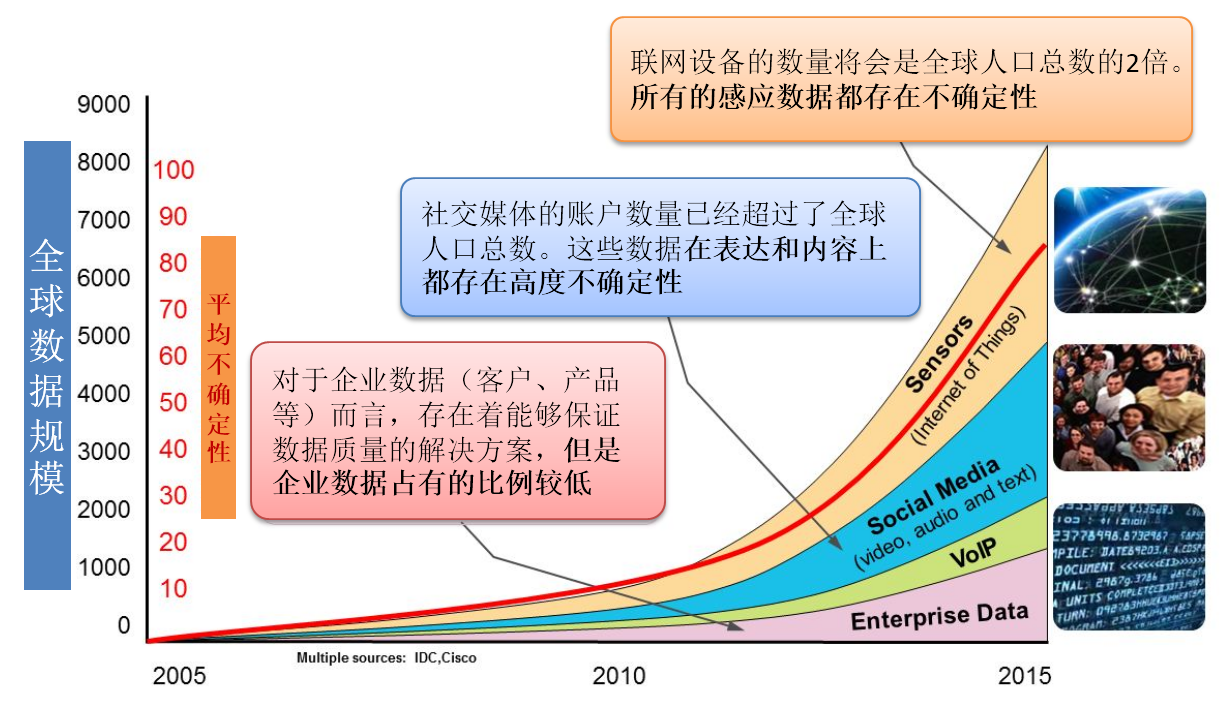 联网设备的数量将会是全球人口总数的2倍。
所有的感应数据都存在不确定性
社交媒体的账户数量已经超过了全球
人口总数。这些数据在表达和内容上
都存在高度不确定性
对于企业数据（客户、产品
等）而言，存在着能够保证
数据质量的解决方案，但是
企业数据占有的比例较低
全球数据规模
9000
8000
7000
6000
5000
4000
3000
2000
1000
0
100
90
80
70
60
50
40
30
20
10
平均不确定性
Sensors
(Internet of Things)
Social Media
(video, audio and text)
VoIP
Enterprise Data
Multiple sources: IDC,Cisco
2005
2010
2015